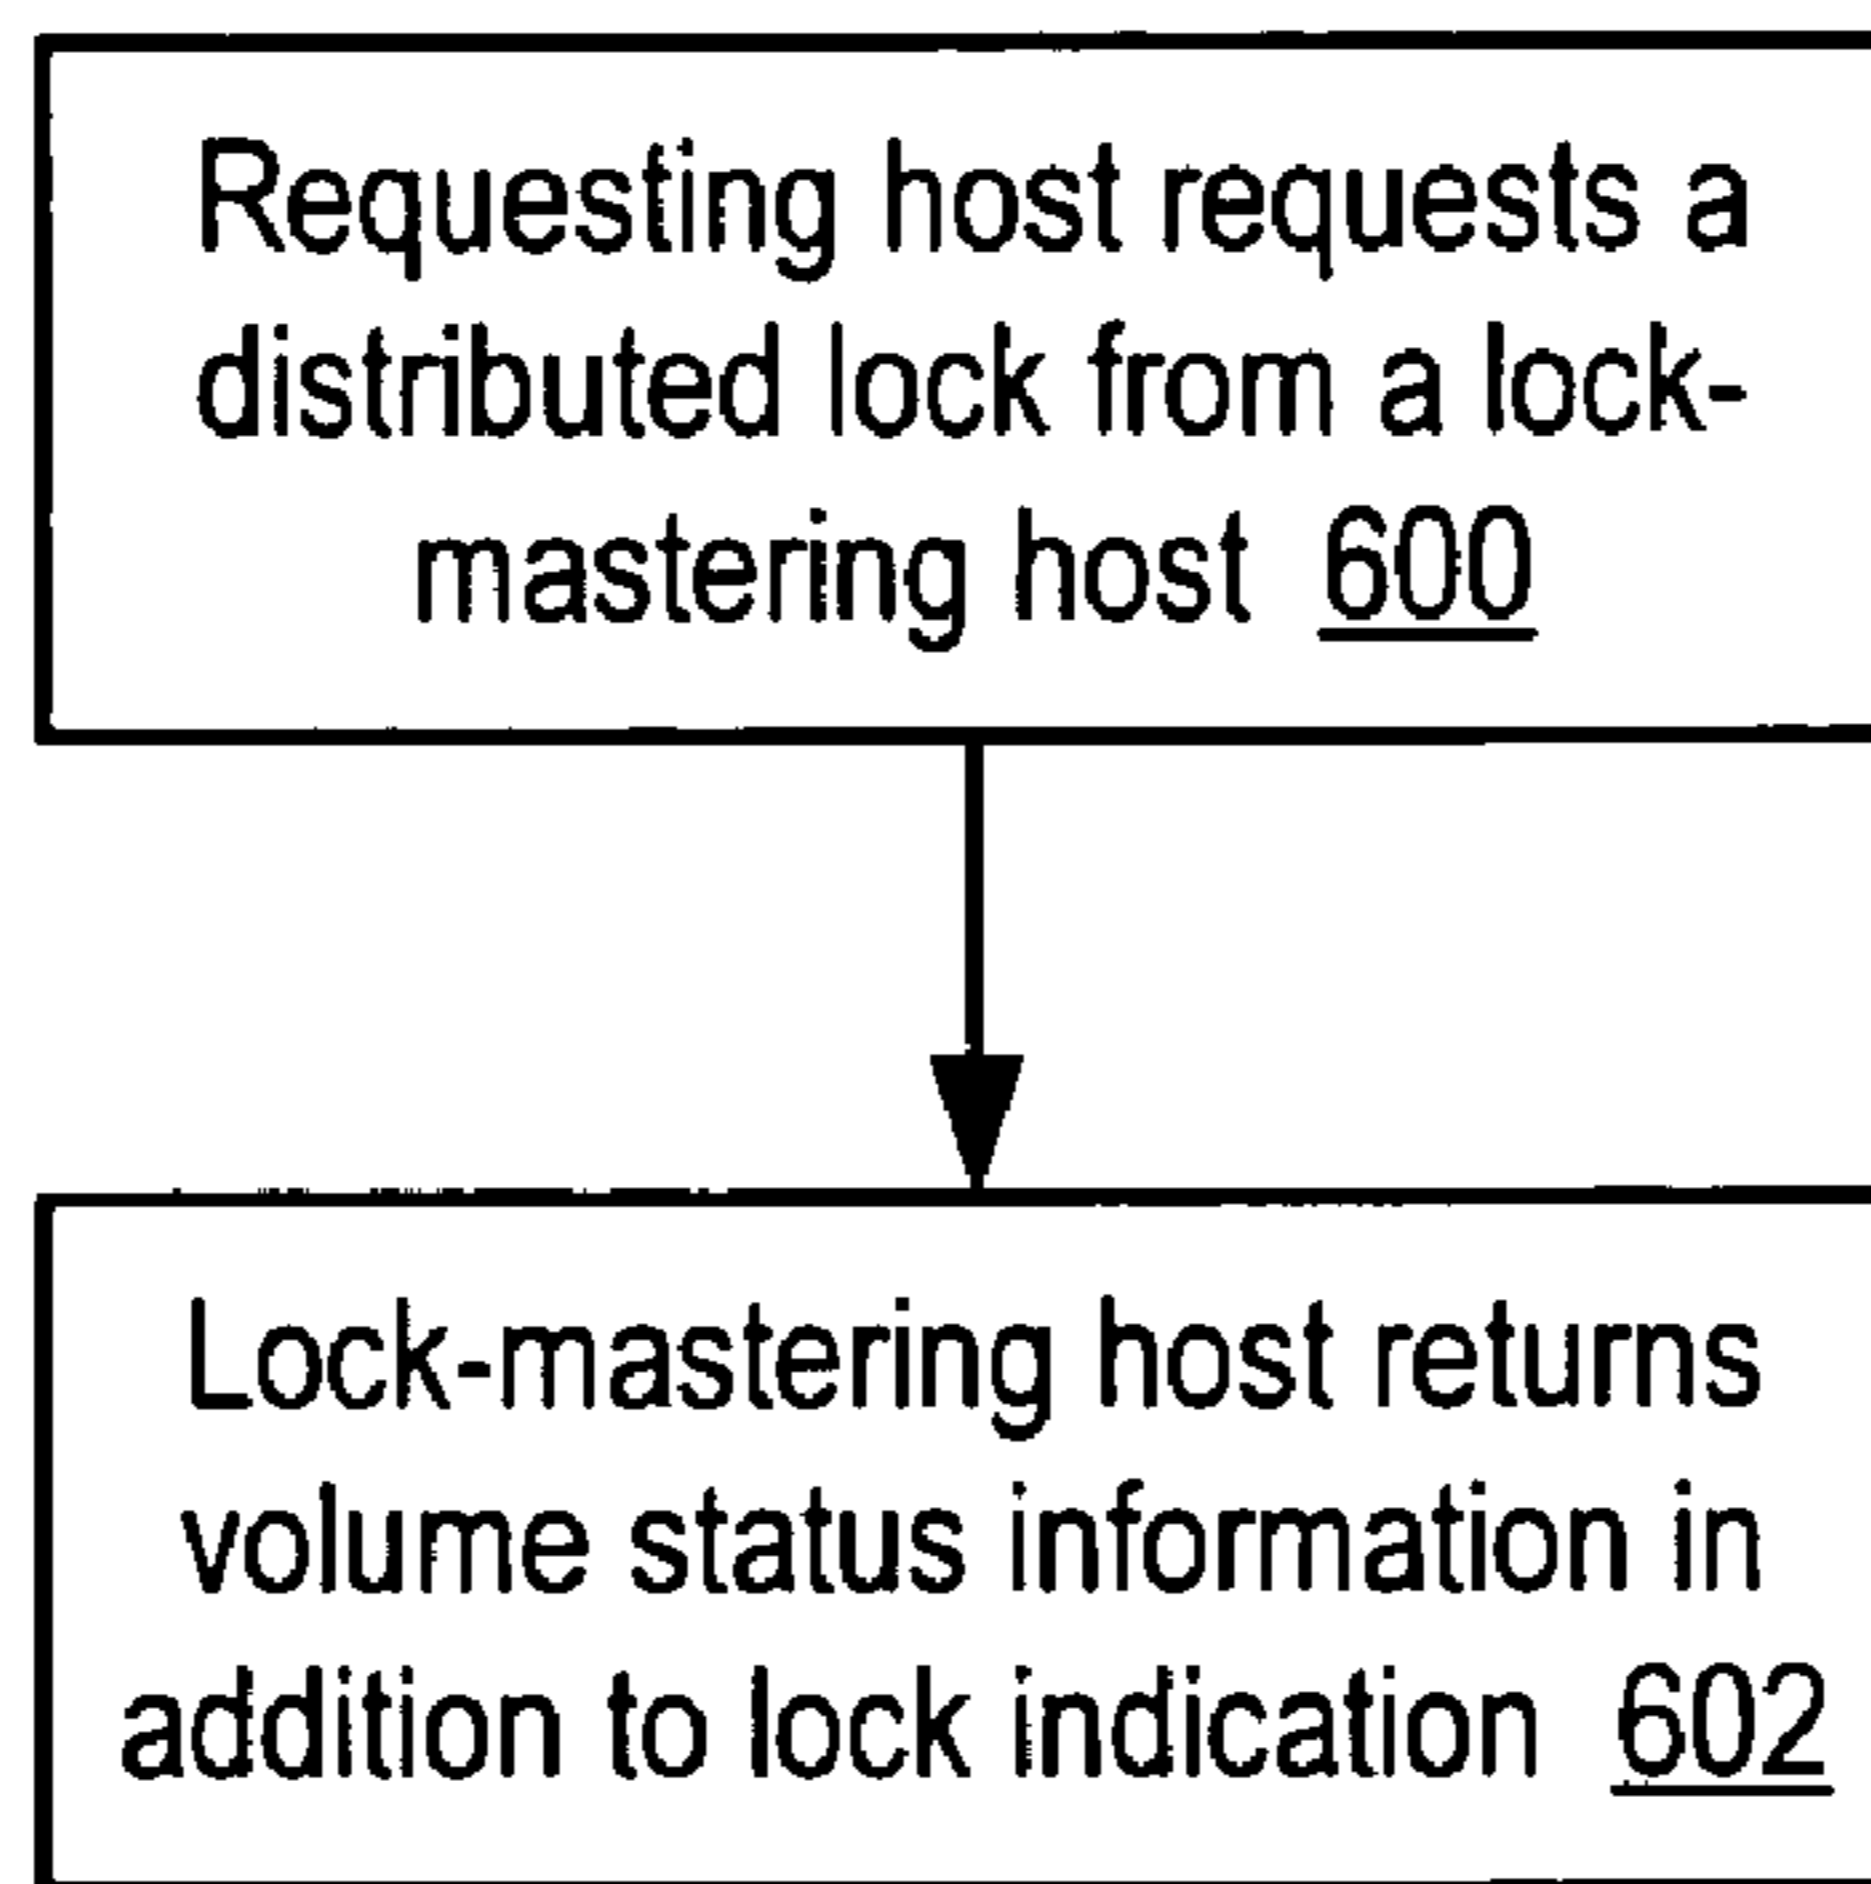 Requesting host requests a
distributed lock from a lock-
mastering host 600
Lock-mastering host returns
volume status information in
addition to lock indication 602